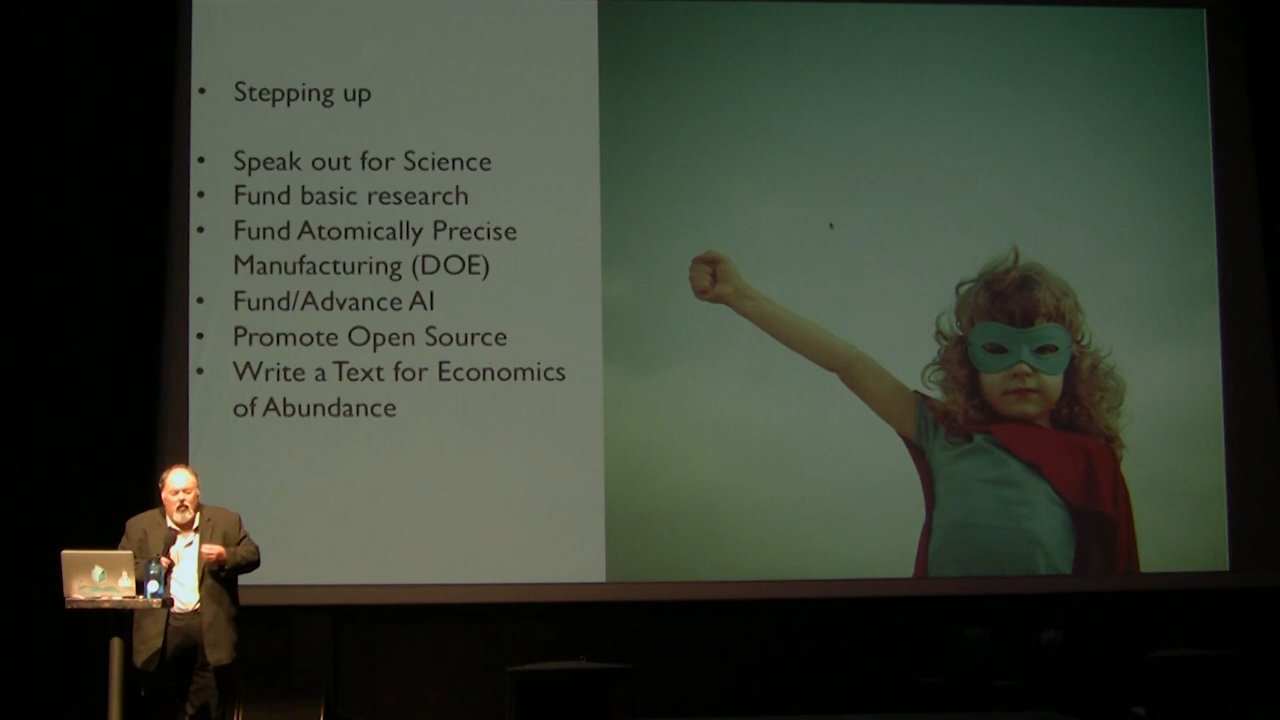 • Stepping up
• Speak out for Science
• Fund basic research
• Fund Atomically Precise
Manufacturing (DOE)
• Fund/Advance AI
• Promote Open Source
• Write a Text for Economics
of Abundance